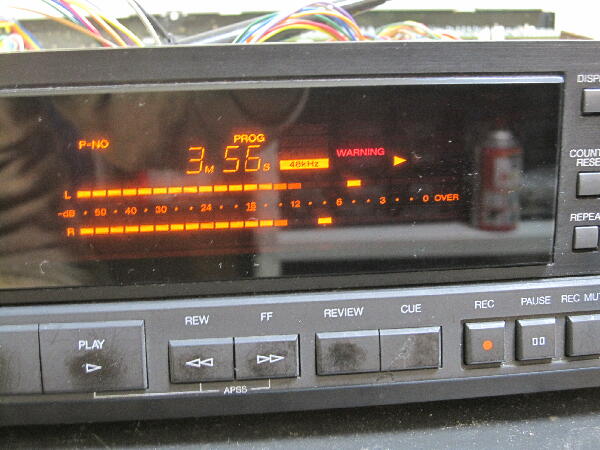 DISP
P-NO
PROG
3M 56S
48kHz
WARNING
COUNT
RESE
L
-dB 50 40 30 24 18 12 6 3 0 OVER
R
REPEA
PLAY
REW
FF
APSS
REVIEW
CUE
REC
PAUSE
REC MUT